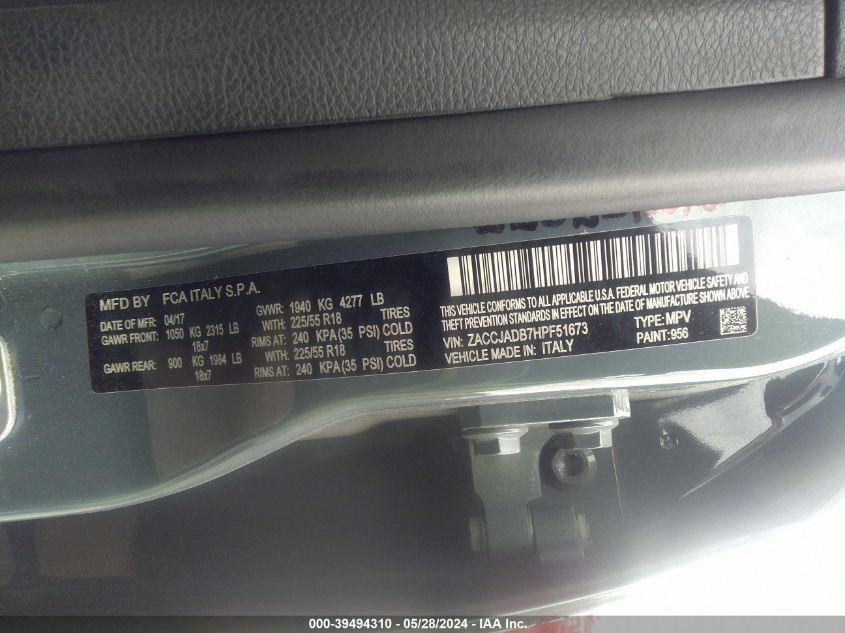 MFD BY FCA ITALY S.P.A.
DATE OF MFR: 04/17 GVWR: 1940 KG 4277 LB
GAWR FRONT: 1050 KG 2315 LB WITH: 225/55 R18 TIRES
18x7 RIMS AT: 240 KPA(35 PSI) COLD
GAWR REAR: 900 KG 1984 LB WITH: 225/55 R18 TIRES
18x7 RIMS AT: 240 KPA(35 PSI) COLD
THIS VEHICLE CONFORMS TO ALL APPLICABLE U.S.A. FEDERAL MOTOR VEHICLE SAFETY,
BUMPER, AND THEFT PREVENTION STANDARDS IN EFFECT ON THE DATE OF MANUFACTURE SHOWN ABOVE
VIN: ZACCJADB7HPF51673 TYPE: MPV
VEHICLE MADE IN: ITALY PAINT: 956
000-39494310 - 05/28/2024 - IAA Inc.